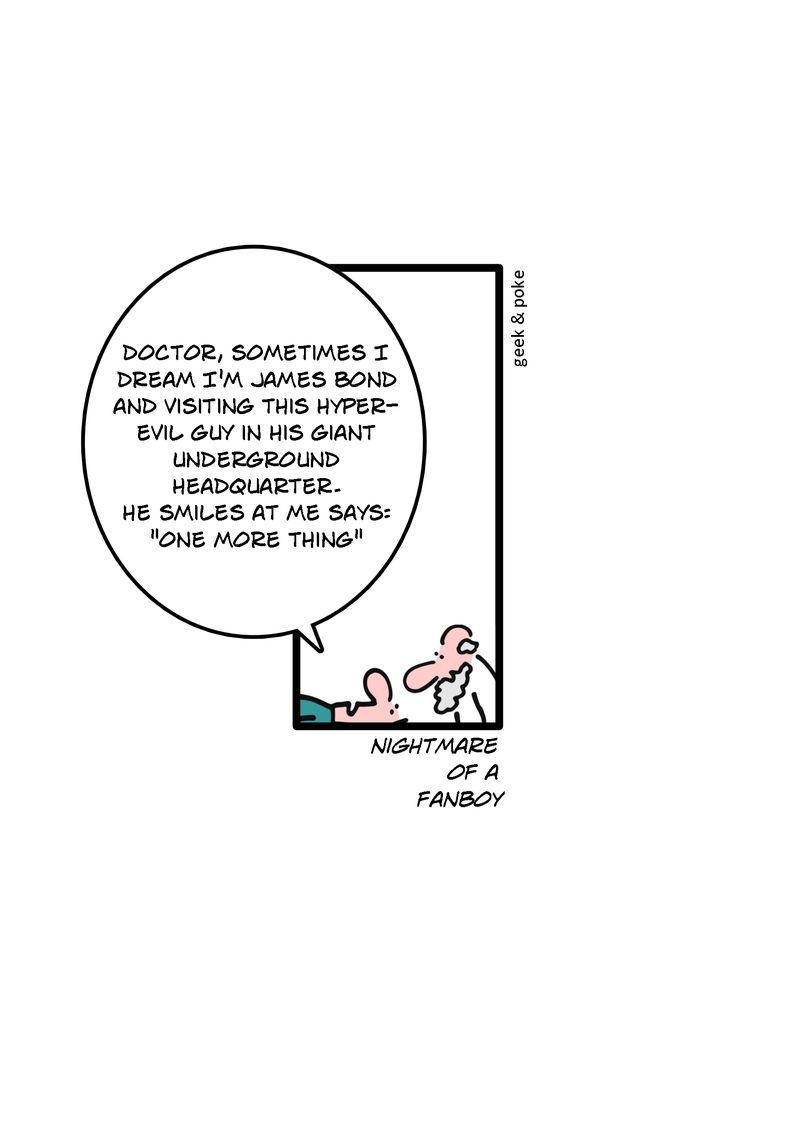 DOCTOR, SOMETIMES I
DREAM I'M JAMES BOND
AND VISITING THIS HYPER-
EVIL GUY IN HIS GIANT
UNDERGROUND
HEADQUARTER.
HE SMILES AT ME SAYS:
"ONE MORE THING"
geek & poke
NIGHTMARE
OF A
FANBOY